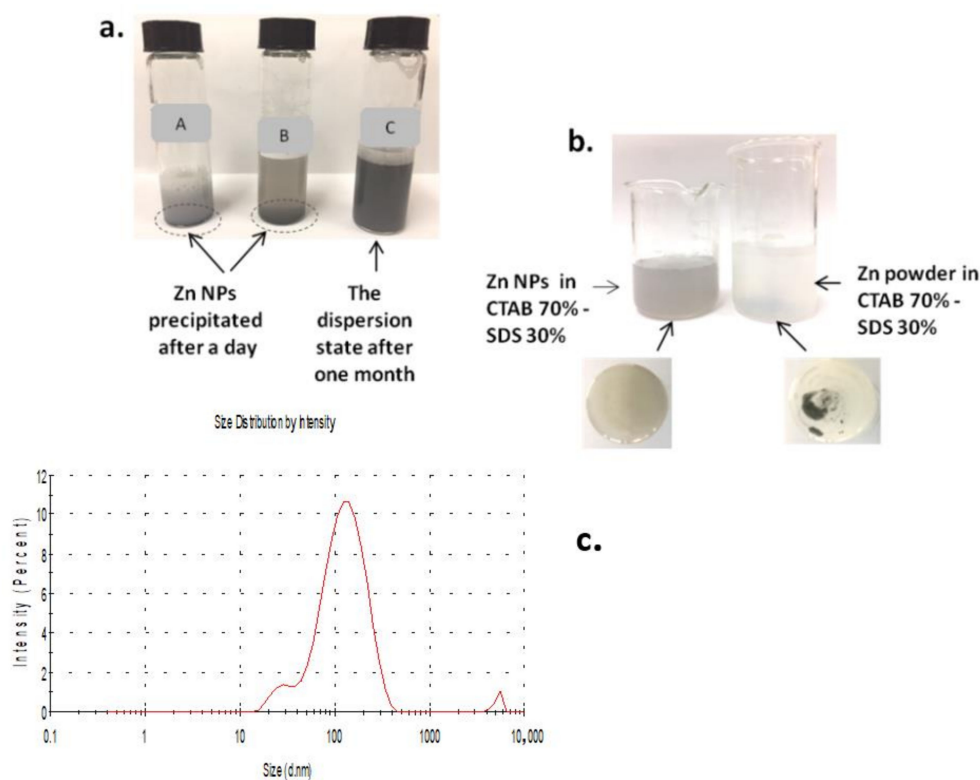 a.
A
B
C
Zn NPs
precipitated
after a day
The
dispersion
state after
one month
b.
Zn NPs in
CTAB 70% -
SDS 30%
Zn powder in
CTAB 70% -
SDS 30%
Size Distribution by Intensity
Intensity (Percent)
12
10
8
6
4
2
0
0.1
1
10
100
1000
10,000
Size (d.nm)
c.